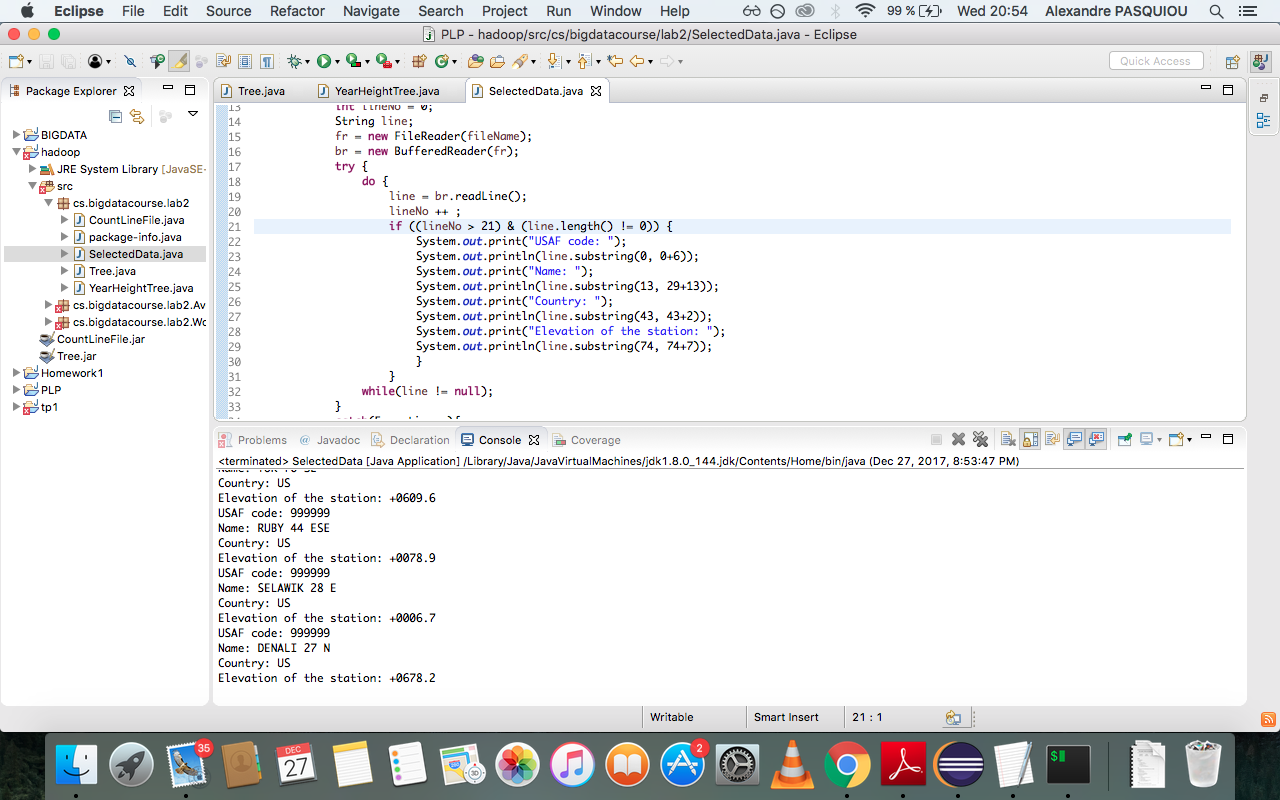 Eclipse File Edit Source Refactor Navigate Search Project Run Window Help 99 % Wed 20:54 Alexandre PASQUIOU
PLP - hadoop/src/cs/bigdatacourse/lab2/SelectedData.java - Eclipse
Quick Access
Package Explorer
BIGDATA
hadoop
JRE System Library [JavaSE-
src
cs.bigdatacourse.lab2
CountLineFile.java
package-info.java
SelectedData.java
Tree.java
YearHeightTree.java
cs.bigdatacourse.lab2.Av
cs.bigdatacourse.lab2.Wc
CountLineFile.jar
Tree.jar
Homework1
PLP
tp1
Tree.java YearHeightTree.java SelectedData.java
13 int lineNo = 0;
14 String line;
15 fr = new FileReader(fileName);
16 br = new BufferedReader(fr);
17 try {
18 do {
19 line = br.readLine();
20 lineNo ++ ;
21 if ((lineNo > 21) & (line.length() != 0)) {
22 System.out.print("USAF code: ");
23 System.out.println(line.substring(0, 0+6));
24 System.out.print("Name: ");
25 System.out.println(line.substring(13, 29+13));
26 System.out.print("Country: ");
27 System.out.println(line.substring(43, 43+2));
28 System.out.print("Elevation of the station: ");
29 System.out.println(line.substring(74, 74+7));
30 }
31 }
32 while(line != null);
33 }
Problems @ Javadoc Declaration Console Coverage
<terminated> SelectedData [Java Application] /Library/Java/JavaVirtualMachines/jdk1.8.0_144.jdk/Contents/Home/bin/java (Dec 27, 2017, 8:53:47 PM)
Country: US
Elevation of the station: +0609.6
USAF code: 999999
Name: RUBY 44 ESE
Country: US
Elevation of the station: +0078.9
USAF code: 999999
Name: SELAWIK 28 E
Country: US
Elevation of the station: +0006.7
USAF code: 999999
Name: DENALI 27 N
Country: US
Elevation of the station: +0678.2
Writable Smart Insert 21 : 1
35 DEC 27 3D 2 $